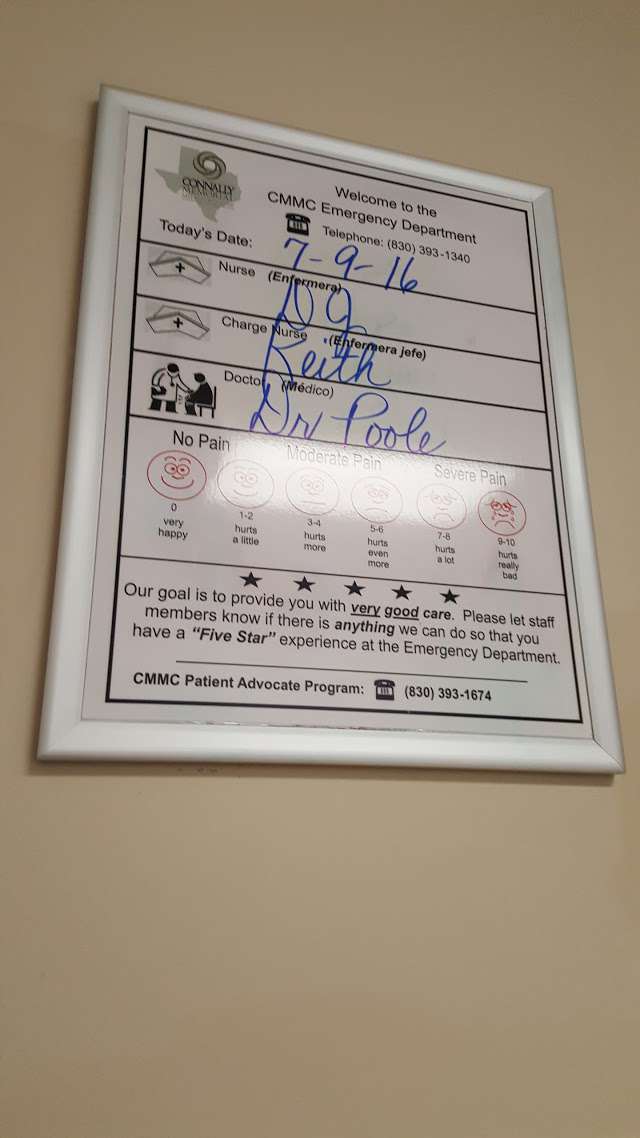 CONNALLY
MEMORIAL
Welcome to the
CMMC Emergency Department
Telephone: (830) 393-1340
Today's Date: 7-9-16
Nurse (Enfermera)
DJ
Charge Nurse (Enfermera jefe)
Keith
Doctor (Médico)
Dr Poole
No Pain Moderate Pain Severe Pain
0 1-2 3-4 5-6 7-8 9-10
very happy hurts a little hurts more hurts even more hurts a lot hurts really bad
Our goal is to provide you with very good care. Please let staff
members know if there is anything we can do so that you
have a "Five Star" experience at the Emergency Department.
CMMC Patient Advocate Program: (830) 393-1674